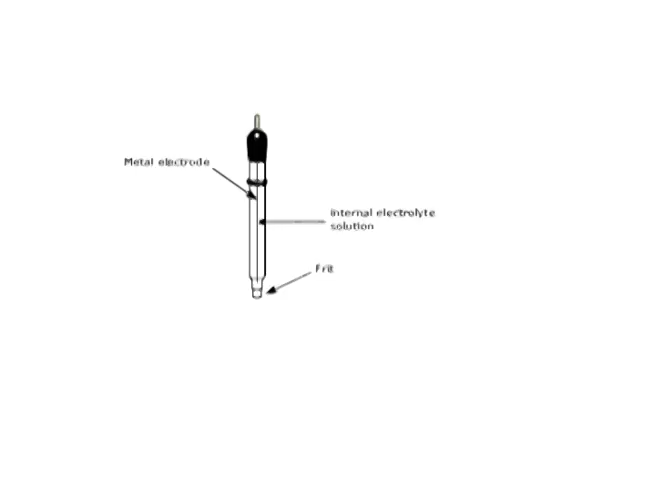 Metal electrode
Internal electrolyte
solution
Frit